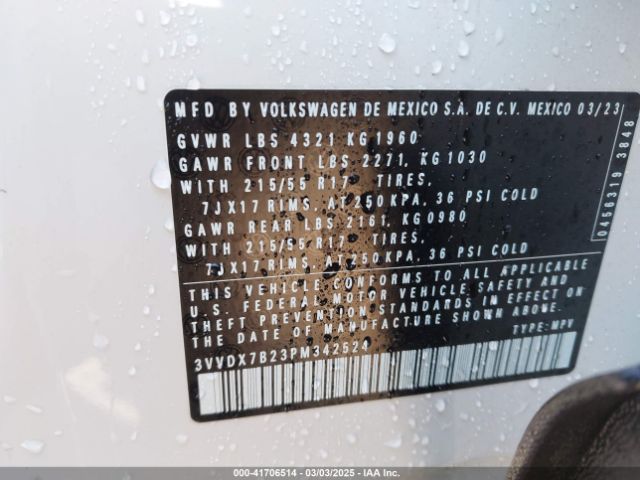 MFD BY VOLKSWAGEN DE MEXICO S.A. DE C.V. MEXICO 03/23
GVWR LBS 4321 KG 1960
GAWR FRONT LBS 2271, KG 1030
WITH 215/55 R17 TIRES,
7JX17 RIMS, AT 250 KPA, 36 PSI COLD
GAWR REAR LBS 2161, KG0980
WITH 215/55 R17 TIRES,
7JX17 RIMS, AT 250 KPA, 36 PSI COLD
THIS VEHICLE CONFORMS TO ALL APPLICABLE
U.S. FEDERAL MOTOR VEHICLE SAFETY AND
THEFT PREVENTION STANDARDS IN EFFECT ON
THE DATE OF MANUFACTURE SHOWN ABOVE.
3VVDX7B23PM342524 TYPE: MPV
0456319 3848
000-41706514 - 03/03/2025 - IAA Inc.